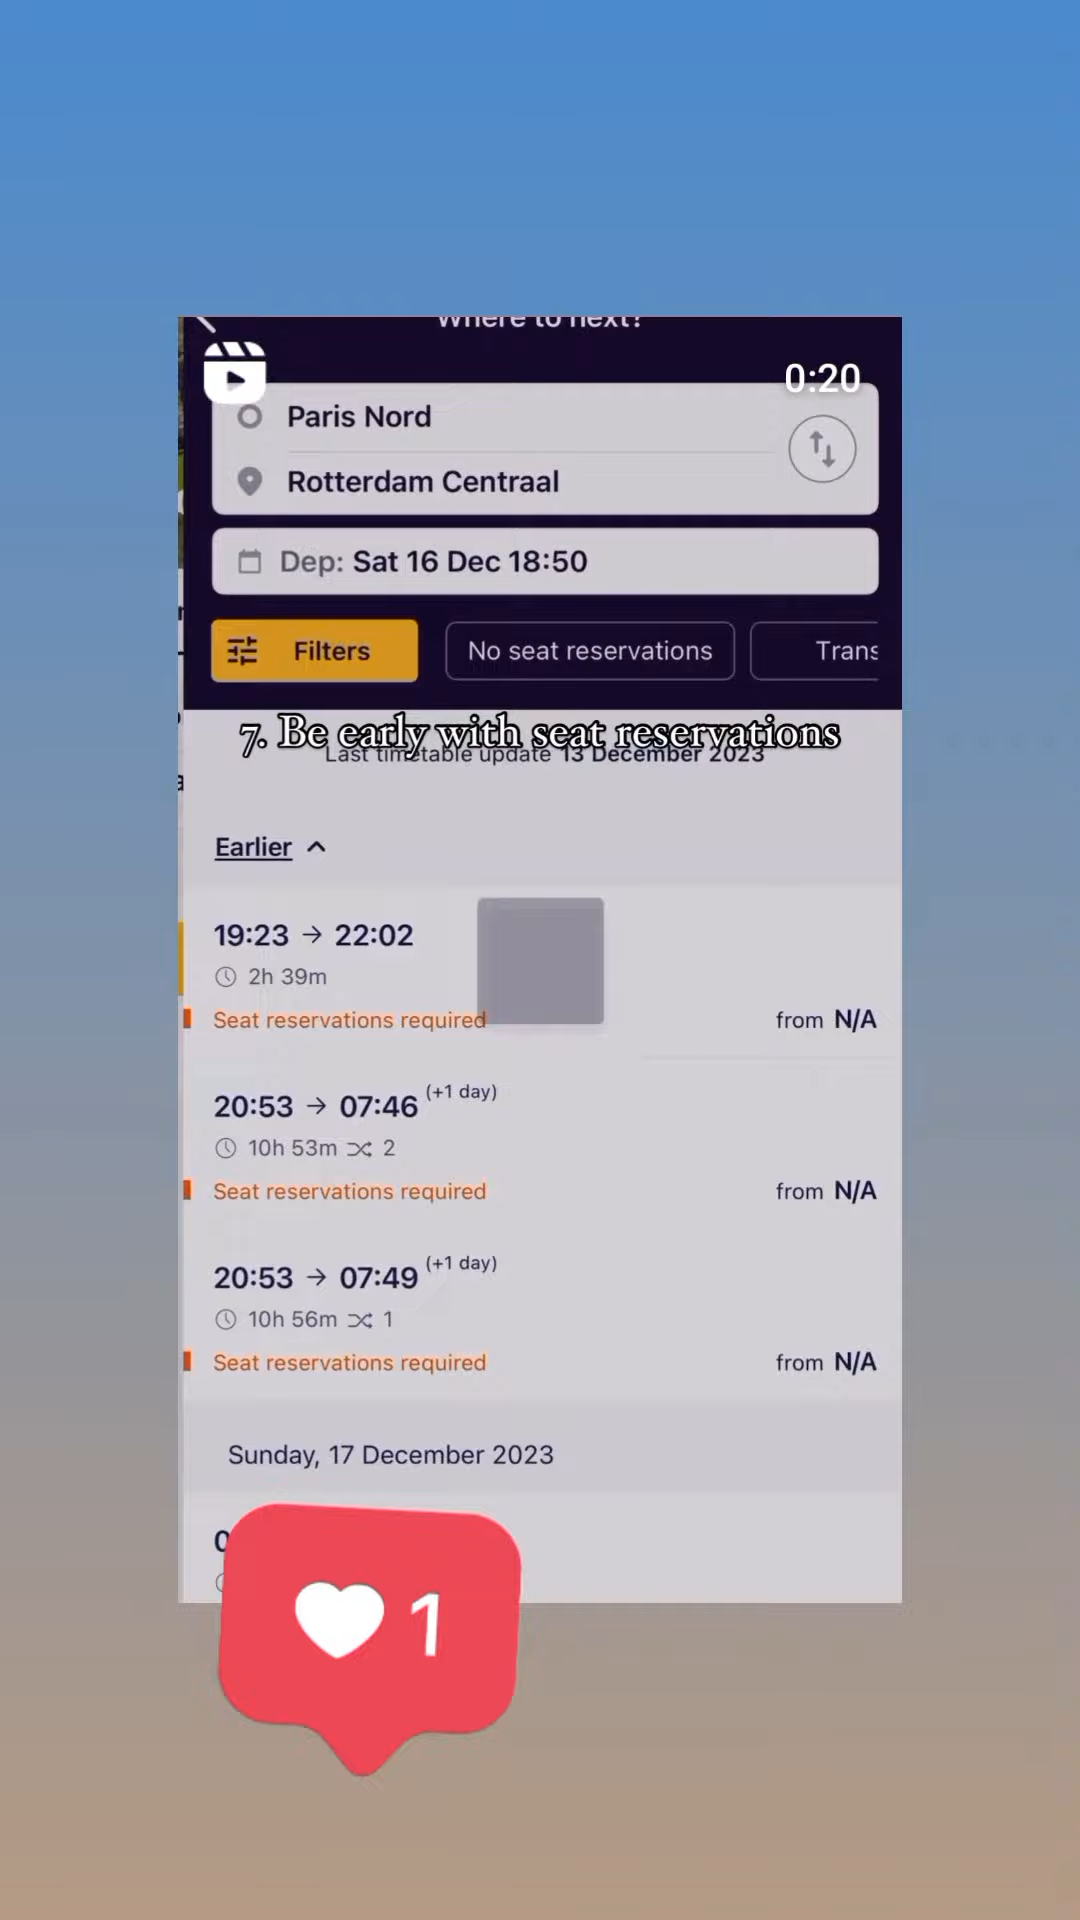 Where to next?
0:20
Paris Nord
Rotterdam Centraal
Dep: Sat 16 Dec 18:50
Filters
No seat reservations
Trans
7. Be early with seat reservations
Last timetable update 13 December 2023
Earlier
19:23 → 22:02
2h 39m
Seat reservations required
from N/A
20:53 → 07:46 (+1 day)
10h 53m 2
Seat reservations required
from N/A
20:53 → 07:49 (+1 day)
10h 56m 1
Seat reservations required
from N/A
Sunday, 17 December 2023
1